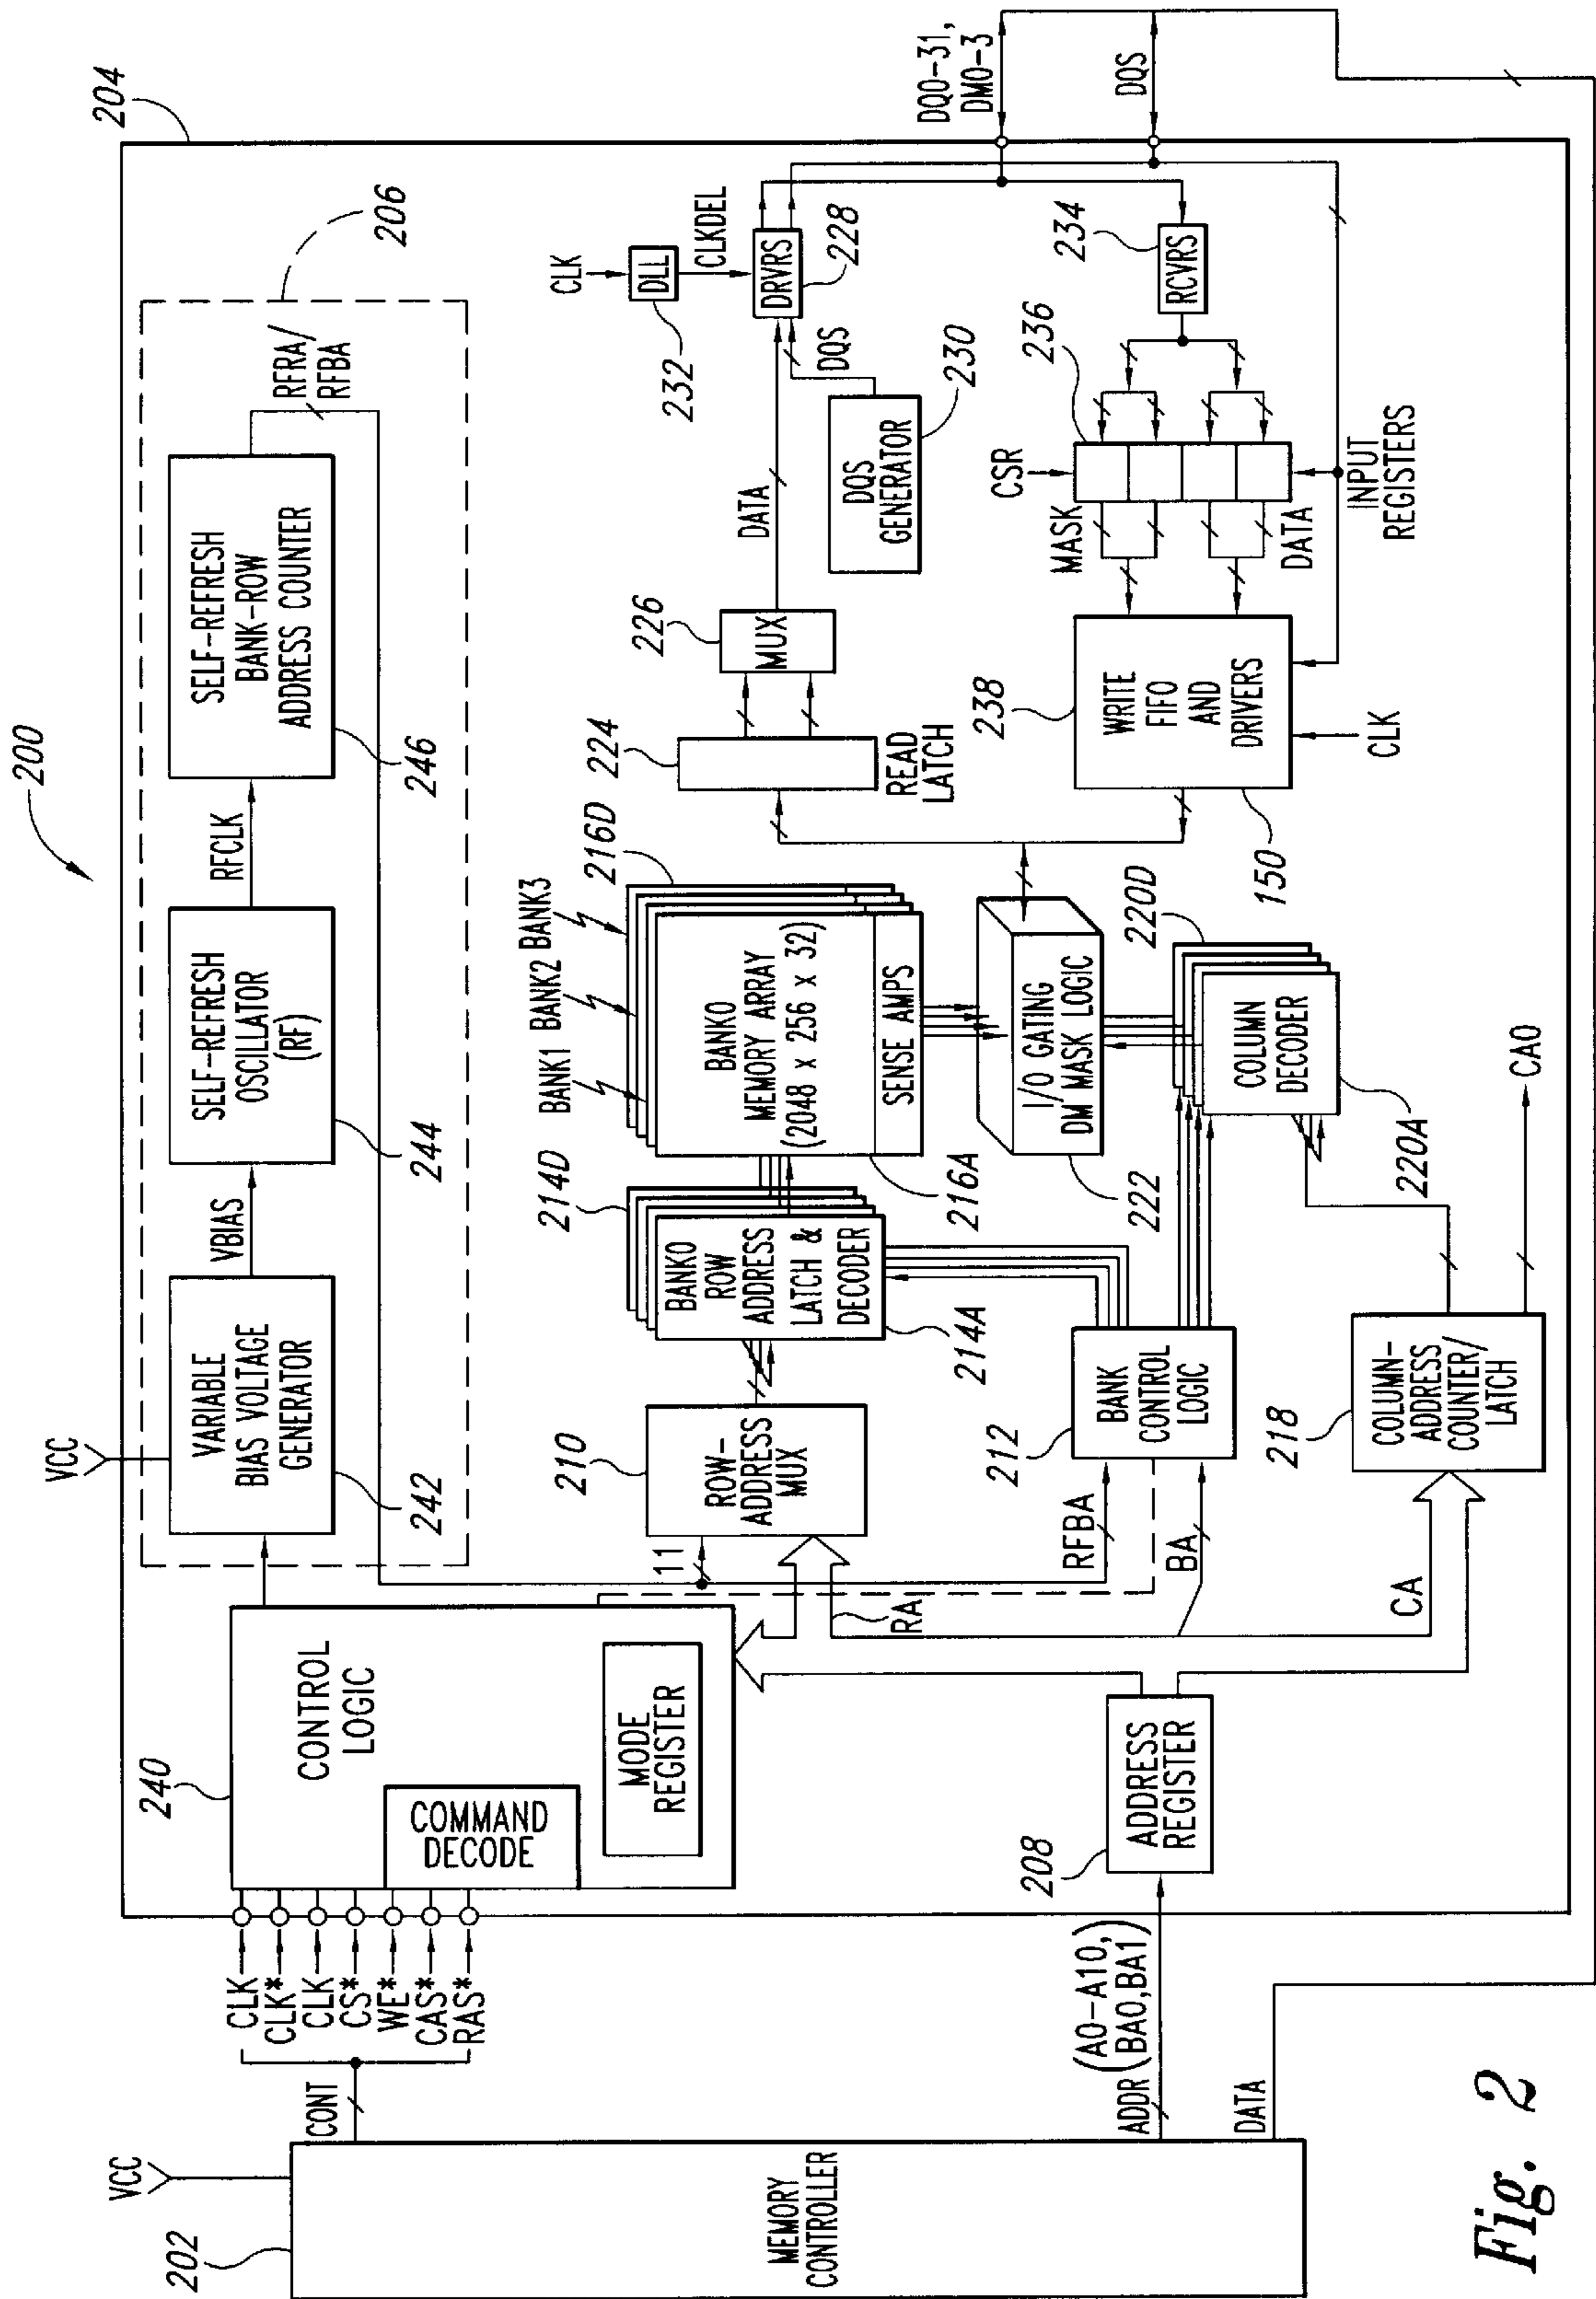 200
204
206
VCC
VARIABLE
BIAS VOLTAGE
GENERATOR
242
VBIAS
SELF-REFRESH
OSCILLATOR
(RF)
244
RFCLK
SELF-REFRESH
BANK-ROW
ADDRESS COUNTER
246
RFRA/
RFBA
VCC
202
MEMORY
CONTROLLER
CONT
CLK
CLK*
CLK
CS*
WE*
CAS*
RAS*
240
CONTROL
LOGIC
COMMAND
DECODE
MODE
REGISTER
ADDR
(A0-A10,
BA0,BA1)
DATA
208
ADDRESS
REGISTER
11
RA
RFBA
BA
CA
210
ROW-
ADDRESS
MUX
212
BANK
CONTROL
LOGIC
218
COLUMN-
ADDRESS
COUNTER/
LATCH
CAO
214D
BANKO
ROW
ADDRESS
LATCH &
DECODER
214A
BANK1
BANK2
BANK3
216D
BANKO
MEMORY ARRAY
(2048 x 256 x 32)
SENSE AMPS
216A
I/O GATING
DM MASK LOGIC
222
220D
COLUMN
DECODER
220A
224
READ
LATCH
226
MUX
DATA
CLK
DLL
232
CLKDEL
DRVRS
228
DQS
DQS
GENERATOR
230
DQ0-31,
DM0-3
DQS
234
RCVRS
236
CSR
MASK
DATA
INPUT
REGISTERS
238
WRITE
FIFO
AND
DRIVERS
150
CLK
Fig. 2